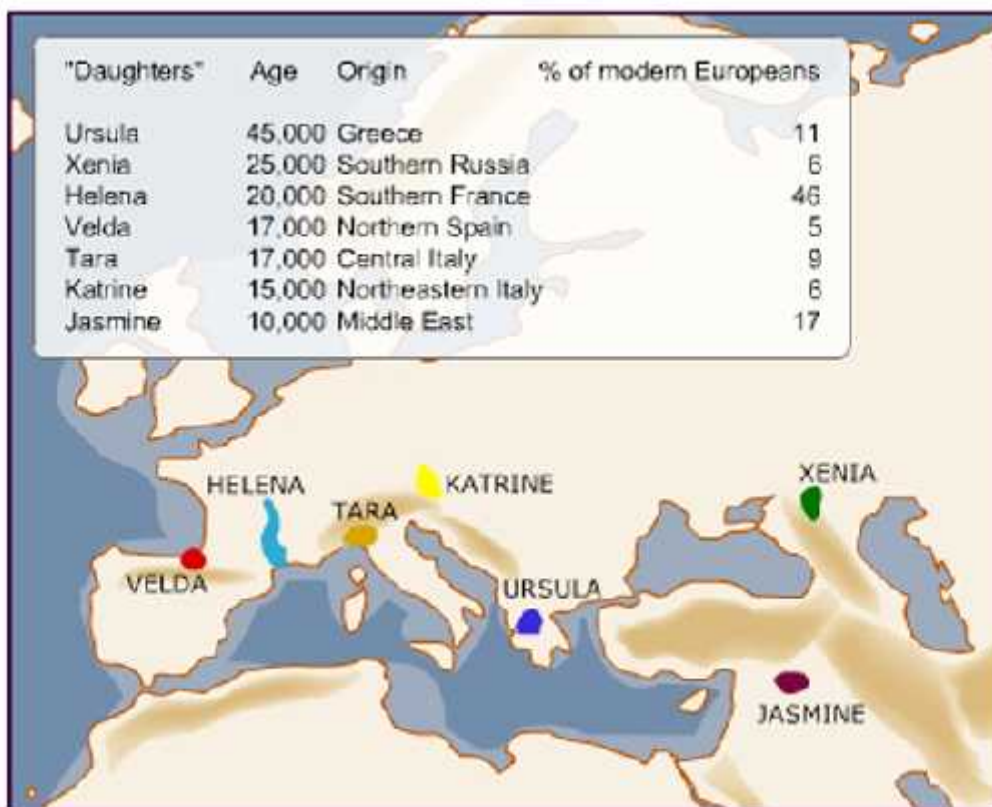 "Daughters" Age Origin % of modern Europeans
Ursula 45,000 Greece 11
Xenia 25,000 Southern Russia 6
Helena 20,000 Southern France 46
Velda 17,000 Northern Spain 5
Tara 17,000 Central Italy 9
Katrine 15,000 Northeastern Italy 6
Jasmine 10,000 Middle East 17
XENIA
HELENA
KATRINE
TARA
VELDA
URSULA
JASMINE